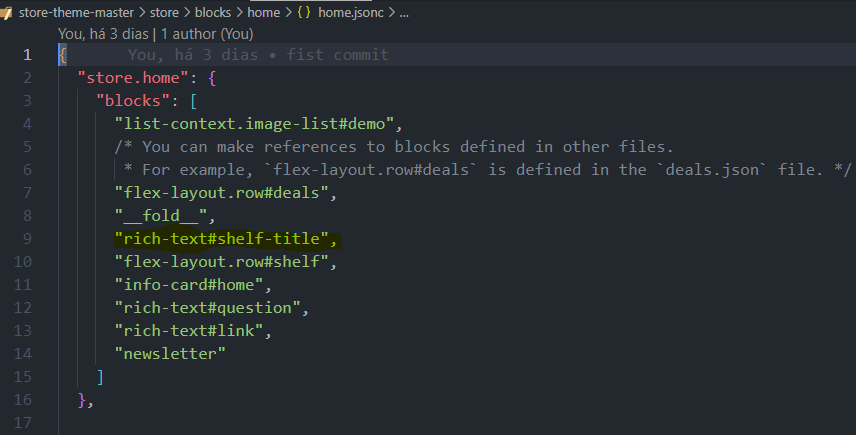 store-theme-master > store > blocks > home > {} home.jsonc > ...
You, há 3 dias | 1 author (You)
1 { You, há 3 dias • fist commit
2 "store.home": {
3 "blocks": [
4 "list-context.image-list#demo",
5 /* You can make references to blocks defined in other files.
6 * For example, `flex-layout.row#deals` is defined in the `deals.json` file. */
7 "flex-layout.row#deals",
8 "__fold__",
9 "rich-text#shelf-title",
10 "flex-layout.row#shelf",
11 "info-card#home",
12 "rich-text#question",
13 "rich-text#link",
14 "newsletter"
15 ]
16 },
17